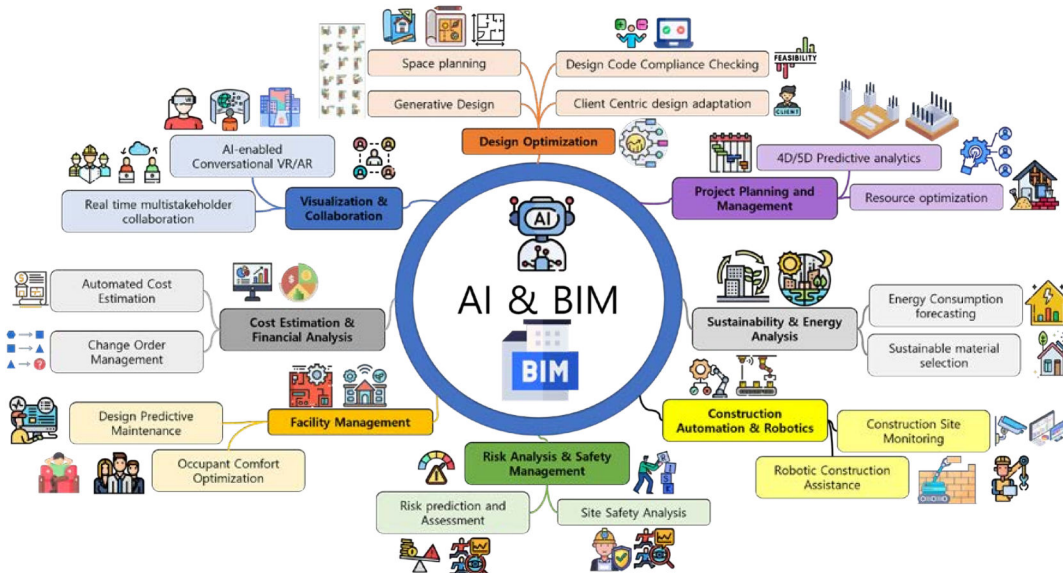 Space planning
Design Code Compliance Checking
FEASIBILITY
Generative Design
Client Centric design adaptation
CLIENT
Design Optimization
AI-enabled
Conversational VR/AR
Real time multistakeholder
collaboration
Visualization &
Collaboration
4D/5D Predictive analytics
Project Planning and
Management
Resource optimization
AI
AI & BIM
BIM
Automated Cost
Estimation
Change Order
Management
Cost Estimation &
Financial Analysis
Sustainability & Energy
Analysis
Energy Consumption
forecasting
Sustainable material
selection
Design Predictive
Maintenance
Facility Management
Occupant Comfort
Optimization
Construction
Automation & Robotics
Construction Site
Monitoring
Robotic Construction
Assistance
Risk Analysis & Safety
Management
Risk prediction and
Assessment
Site Safety Analysis